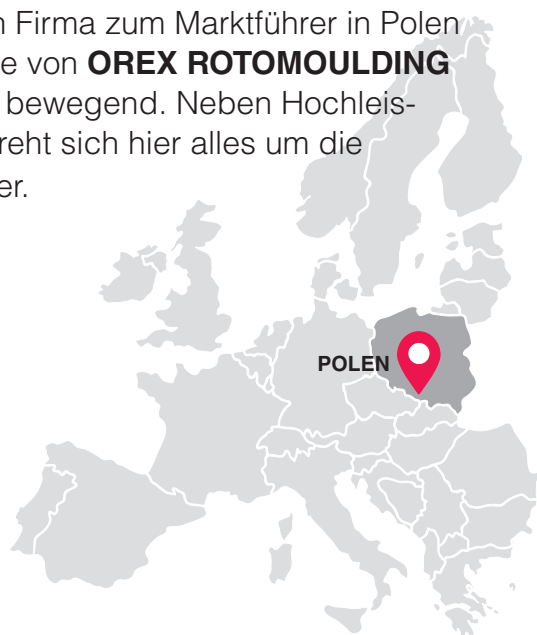 Firma zum Marktführer in Polen
e von OREX ROTOMOULDING
bewegend. Neben Hochleis-
reht sich hier alles um die
er.
POLEN